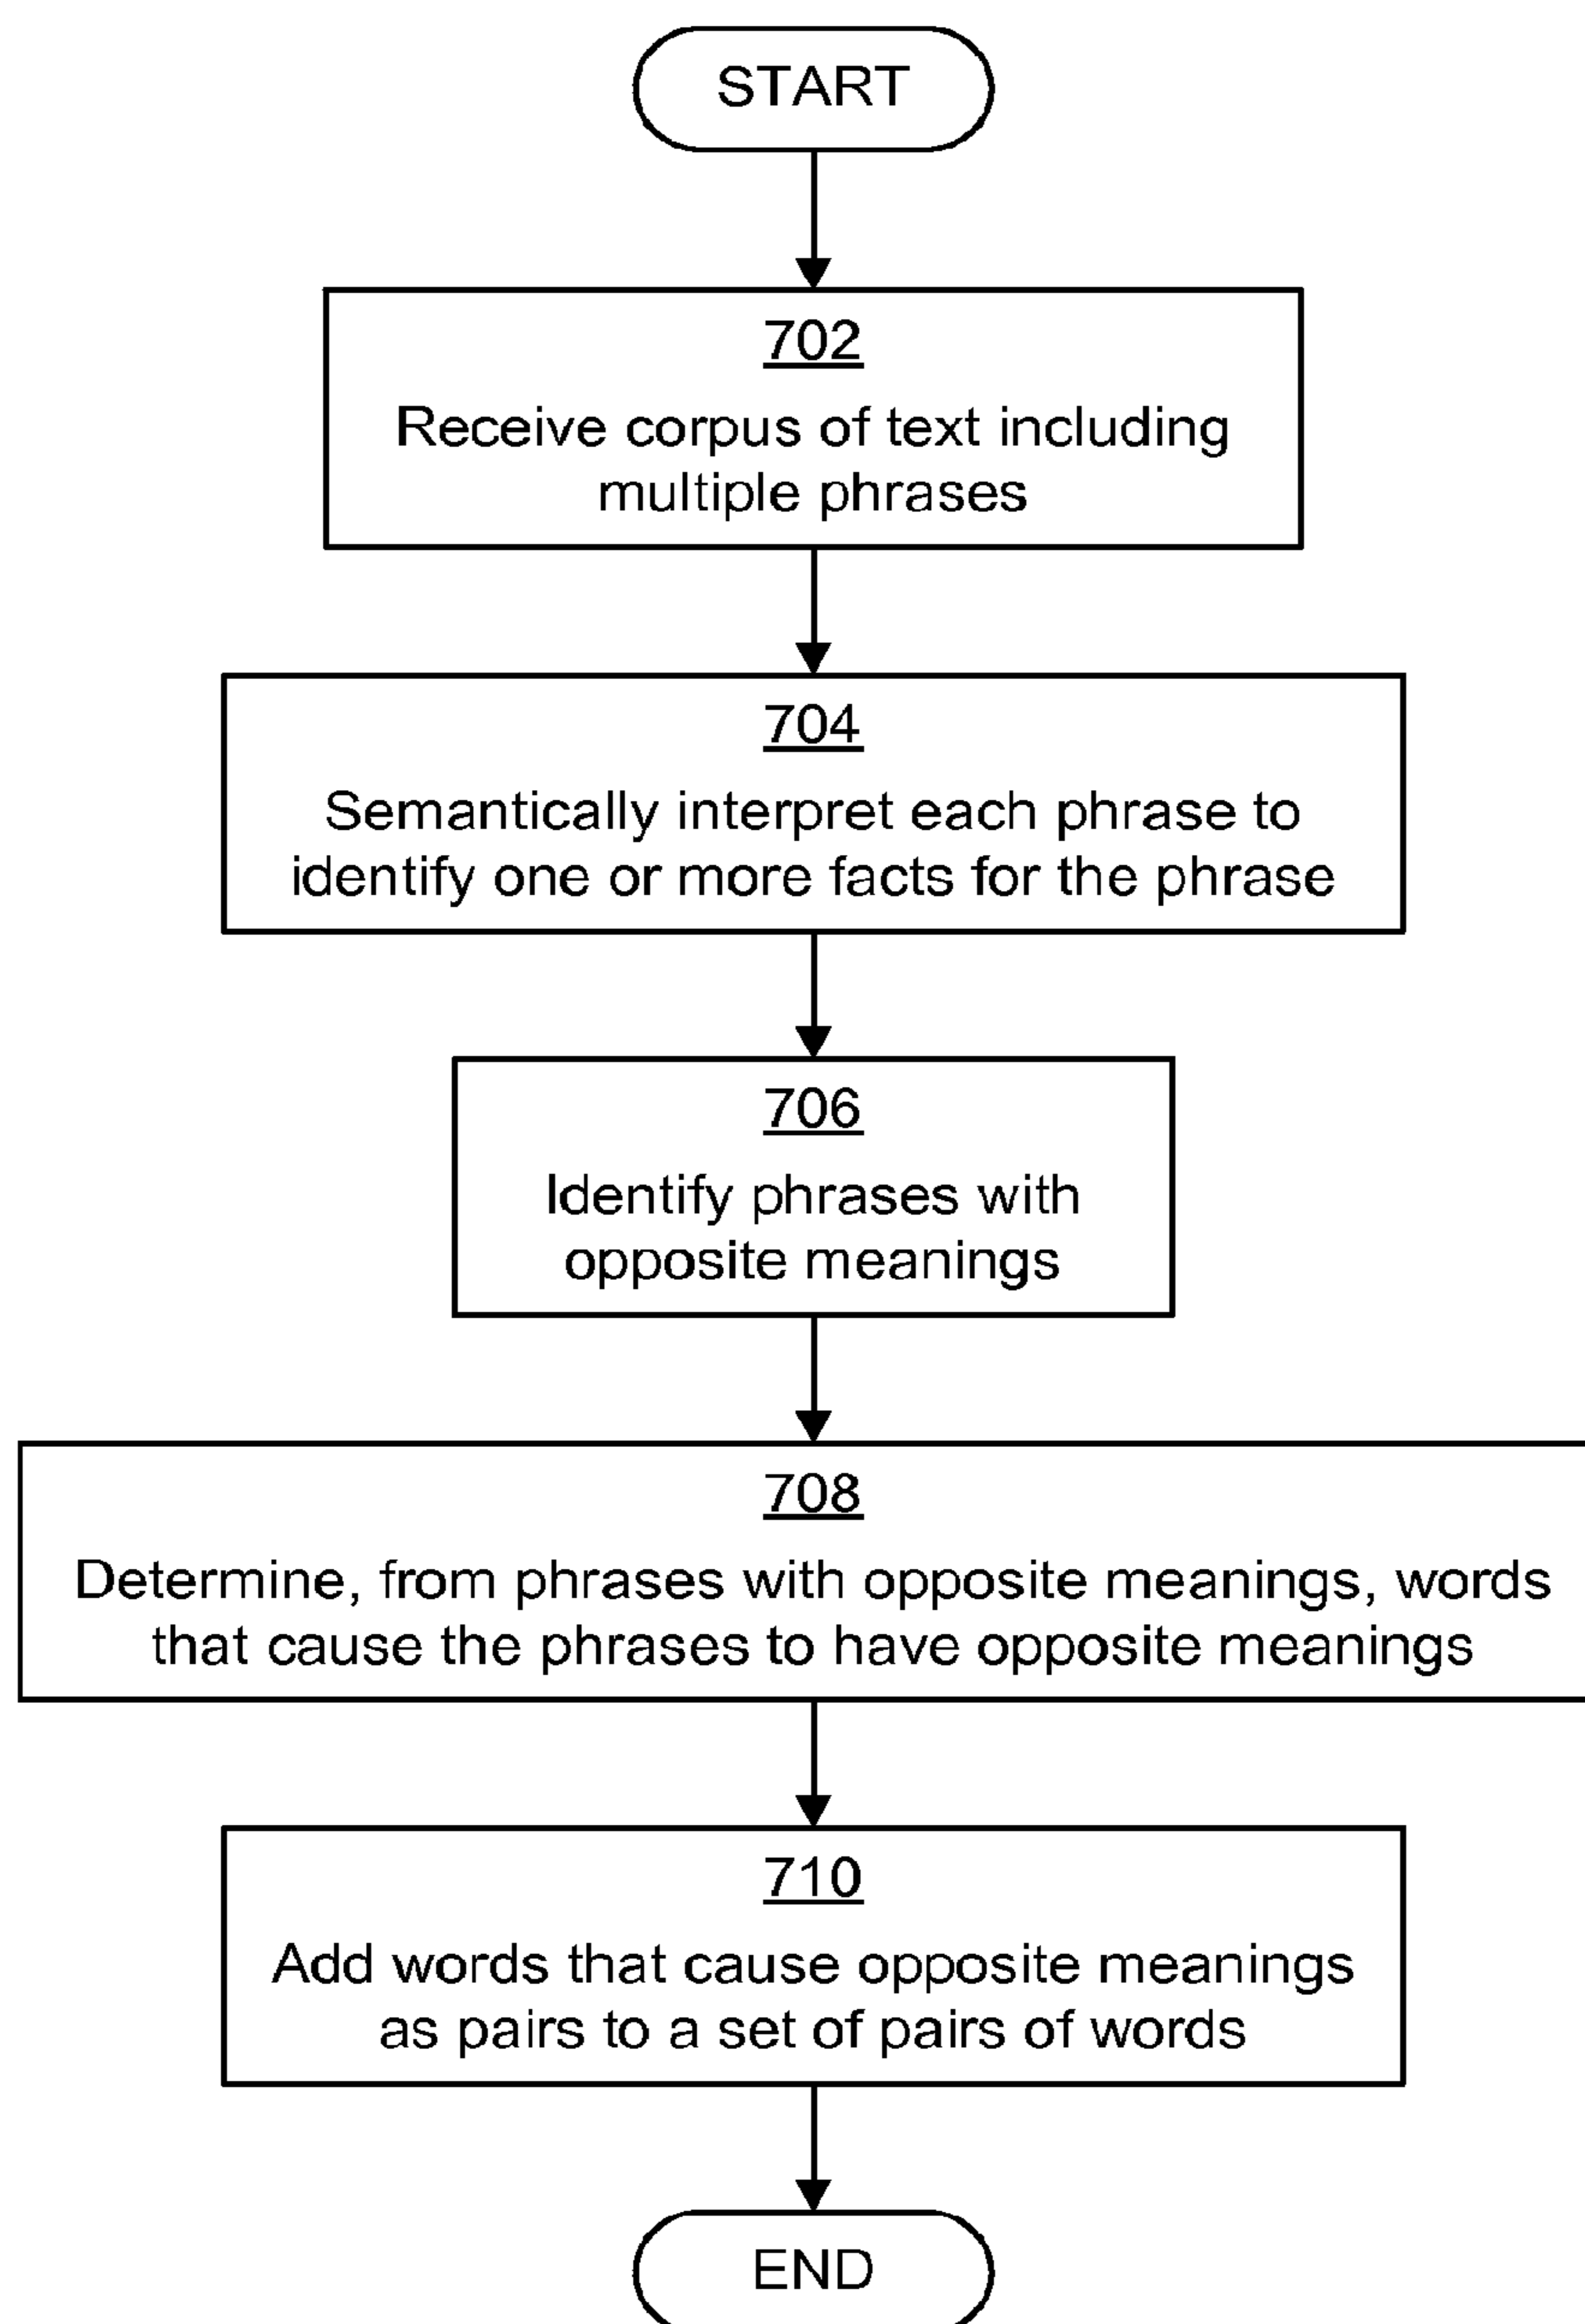 START
702
Receive corpus of text including
multiple phrases
704
Semantically interpret each phrase to
identify one or more facts for the phrase
706
Identify phrases with
opposite meanings
708
Determine, from phrases with opposite meanings, words
that cause the phrases to have opposite meanings
710
Add words that cause opposite meanings
as pairs to a set of pairs of words
END